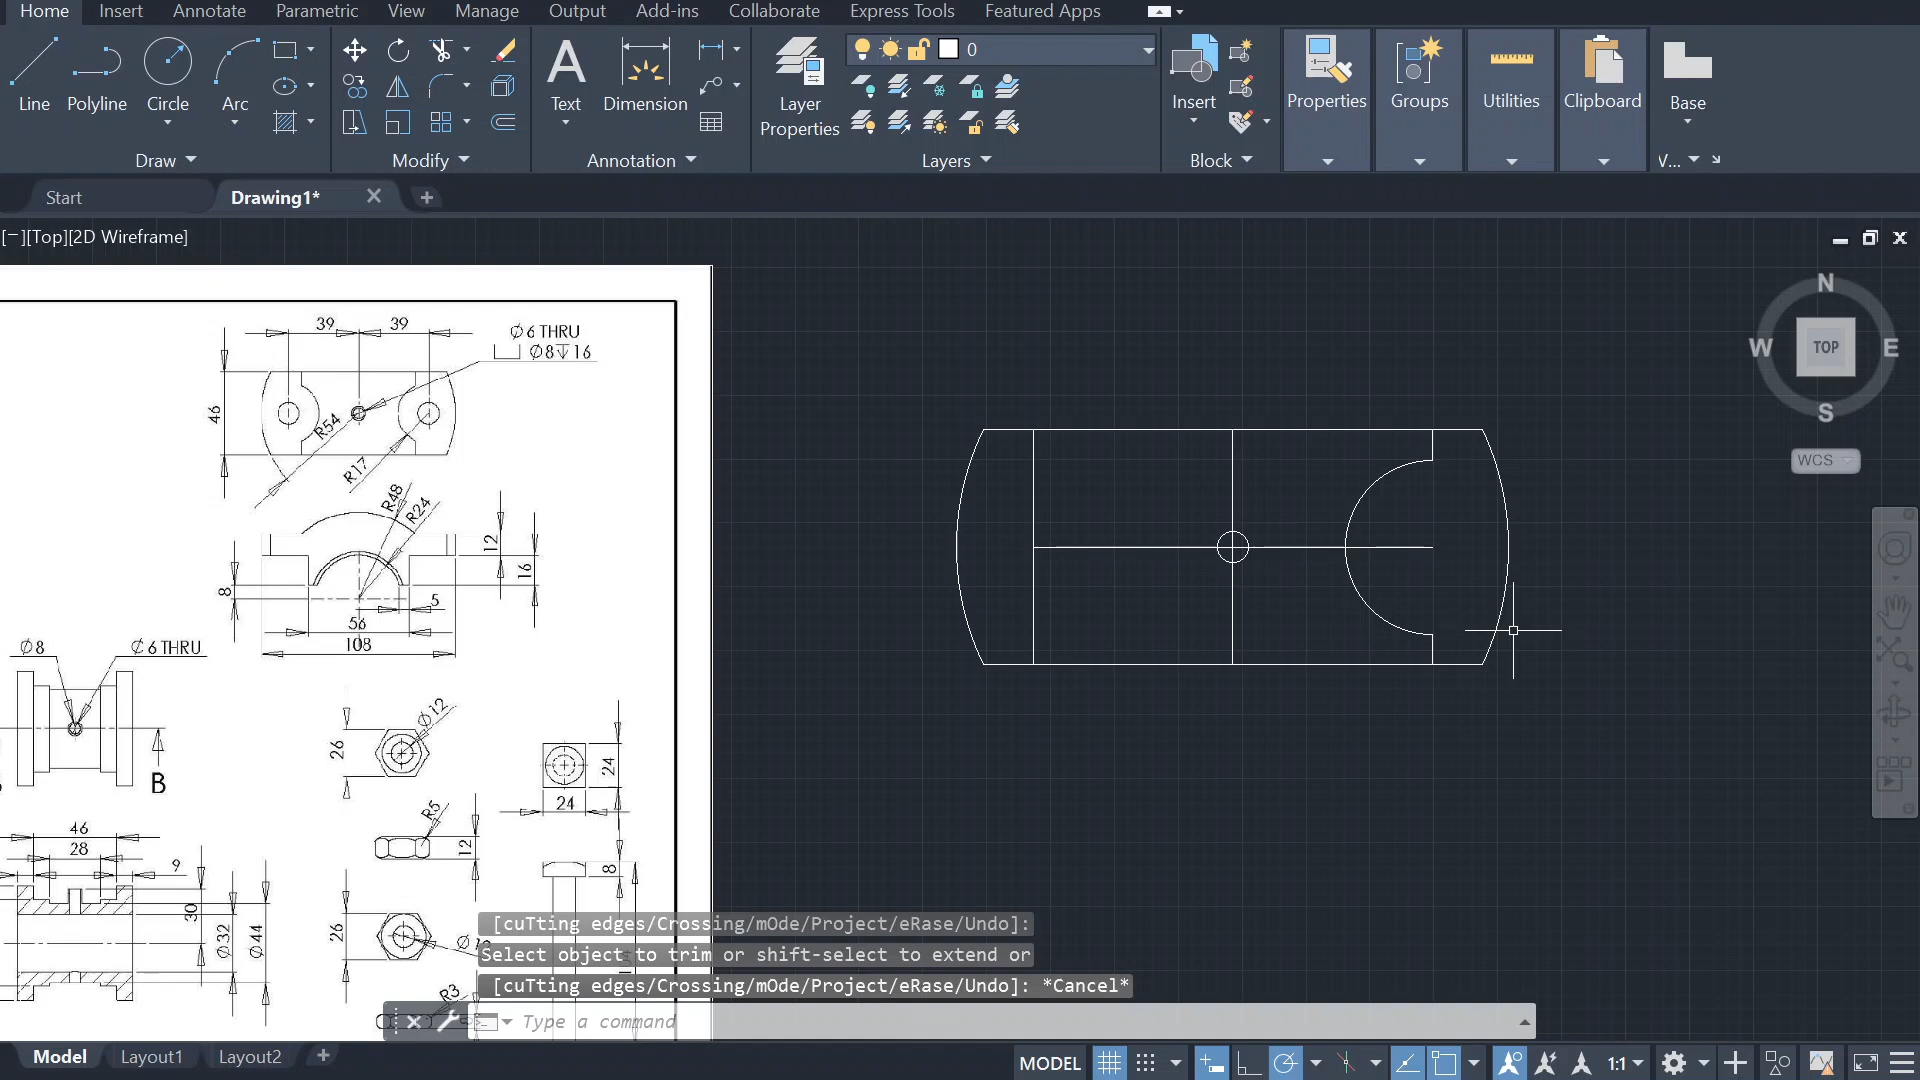 Home Insert Annotate Parametric View Manage Output Add-ins Collaborate Express Tools Featured Apps
0
Line Polyline Circle Arc Text Dimension Layer Properties Insert Properties Groups Utilities Clipboard Base
Draw Modify Annotation Layers Block V...
Start Drawing1*
[−][Top][2D Wireframe]
N
W TOP E
S
WCS
39 39 Ø6 THRU
Ø8↧16
46
R54
R17
R48
R24
12
16
8
5
56
108
Ø8 Ø6 THRU
B
26 Ø12
24
24
R5
12
8
46
28
9
30
Ø32
Ø44
26
R3
[cuTting edges/Crossing/mOde/Project/eRase/Undo]:
Select object to trim or shift-select to extend or
[cuTting edges/Crossing/mOde/Project/eRase/Undo]: *Cancel*
Type a command
Model Layout1 Layout2
MODEL 1:1